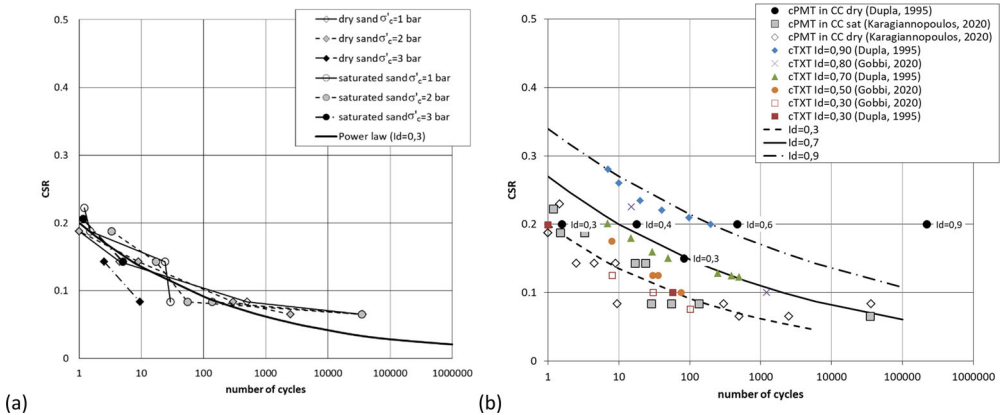 (a)
0.5
0.4
0.3
0.2
0.1
0
CSR
1
10
100
1000
10000
100000
1000000
number of cycles
dry sand σ'c=1 bar
dry sand σ'c=2 bar
dry sand σ'c=3 bar
saturated sand σ'c=1 bar
saturated sand σ'c=2 bar
saturated sand σ'c=3 bar
Power law (Id=0,3)
(b)
0.5
0.4
0.3
0.2
0.1
0
CSR
1
10
100
1000
10000
100000
1000000
number of cycles
cPMT in CC dry (Dupla, 1995)
cPMT in CC sat (Karagiannopoulos, 2020)
cPMT in CC dry (Karagiannopoulos, 2020)
cTXT Id=0,90 (Dupla, 1995)
cTXT Id=0,80 (Gobbi, 2020)
cTXT Id=0,70 (Dupla, 1995)
cTXT Id=0,50 (Gobbi, 2020)
cTXT Id=0,30 (Gobbi, 2020)
cTXT Id=0,30 (Dupla, 1995)
Id=0,3
Id=0,7
Id=0,9
Id=0,3
Id=0,4
Id=0,6
Id=0,9
Id=0,3